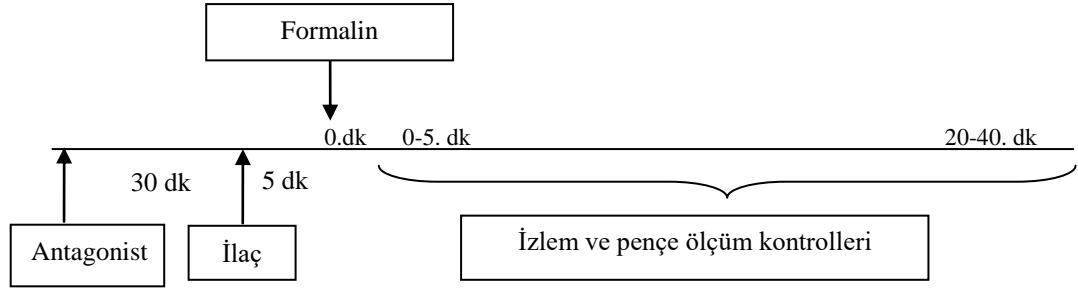 Formalin
0.dk
0-5. dk
20-40. dk
30 dk
5 dk
Antagonist
İlaç
İzlem ve pençe ölçüm kontrolleri